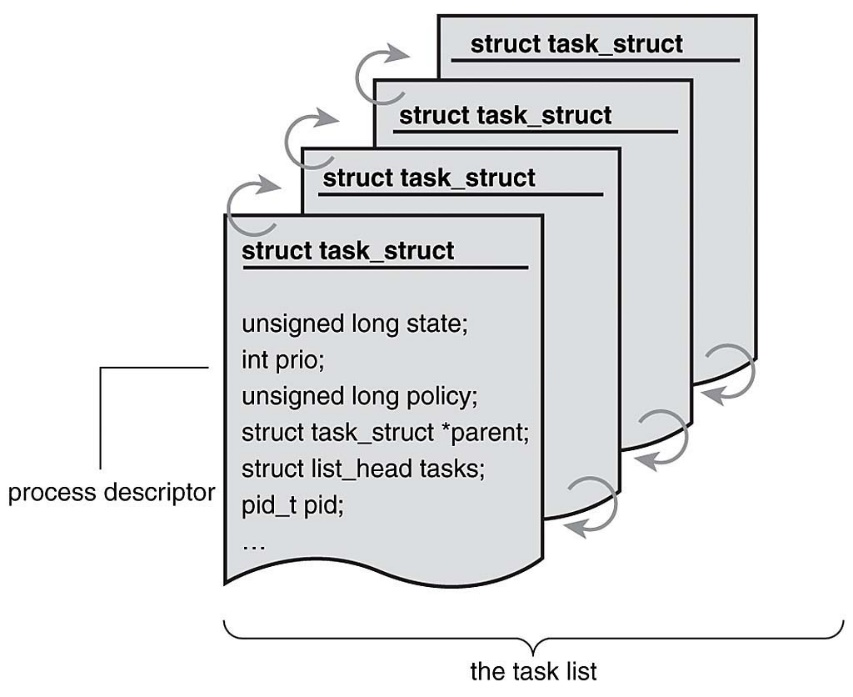 struct task_struct
struct task_struct
struct task_struct
struct task_struct
unsigned long state;
int prio;
unsigned long policy;
struct task_struct *parent;
struct list_head tasks;
pid_t pid;
...
process descriptor
the task list